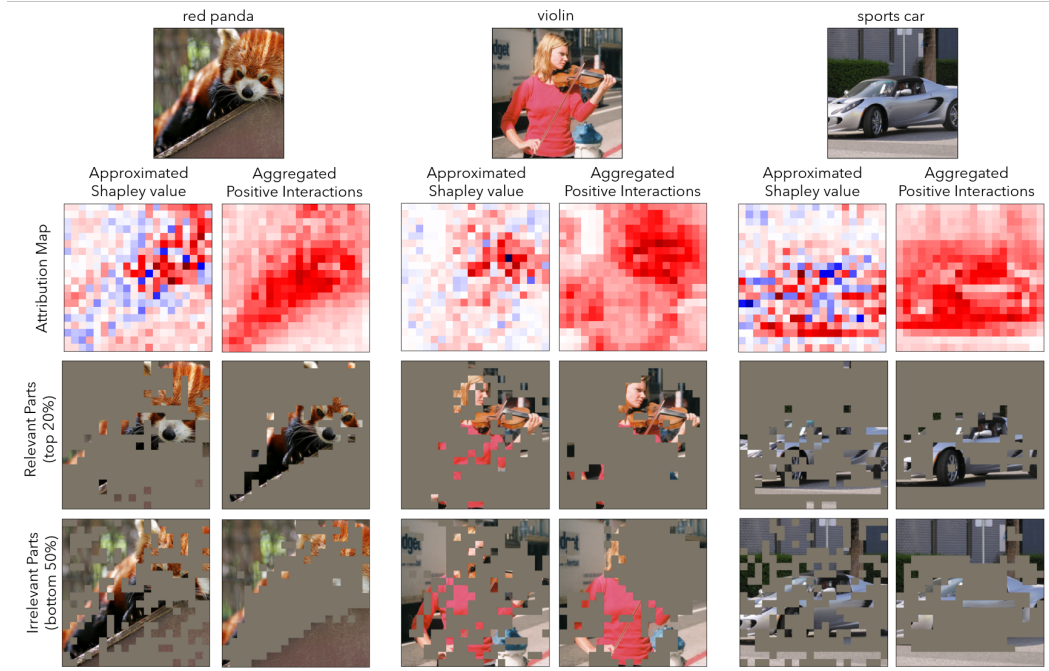 red panda
violin
sports car
Approximated
Shapley value
Aggregated
Positive Interactions
Approximated
Shapley value
Aggregated
Positive Interactions
Approximated
Shapley value
Aggregated
Positive Interactions
Attribution Map
Relevant Parts
(top 20%)
Irrelevant Parts
(bottom 50%)
dget